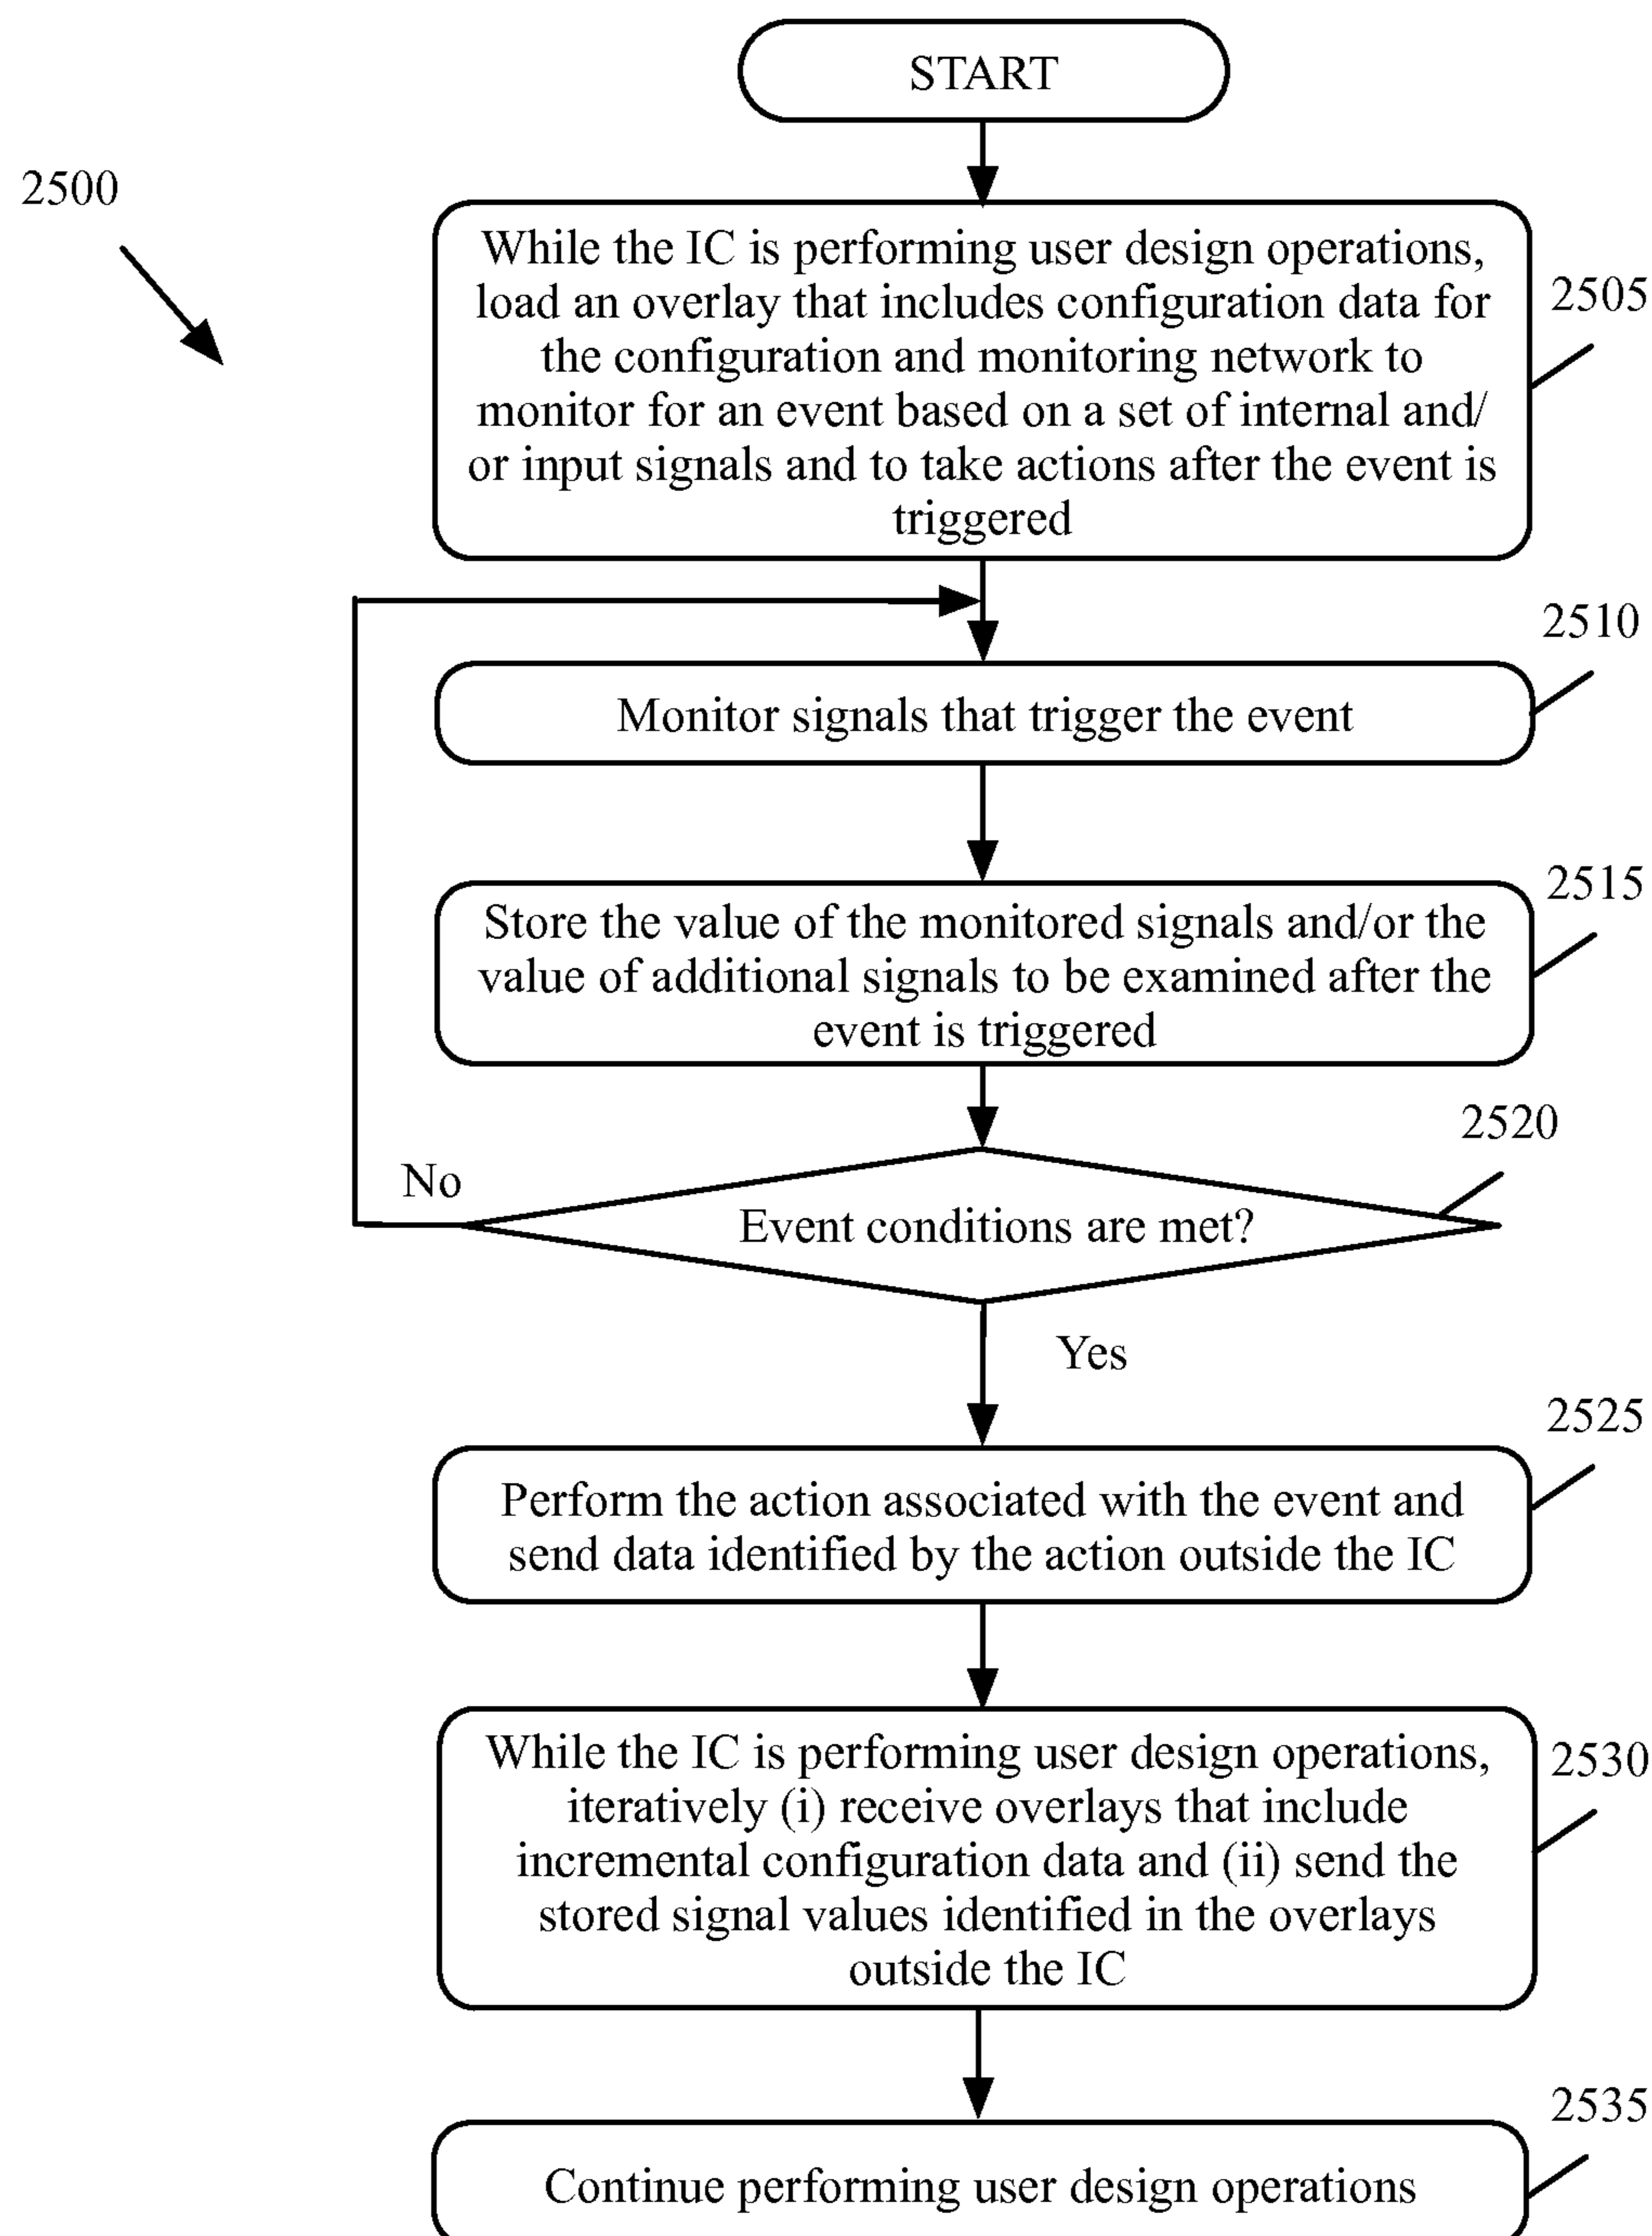 START
2500
While the IC is performing user design operations,
load an overlay that includes configuration data for
the configuration and monitoring network to
monitor for an event based on a set of internal and/
or input signals and to take actions after the event is
triggered
2505
2510
Monitor signals that trigger the event
2515
Store the value of the monitored signals and/or the
value of additional signals to be examined after the
event is triggered
2520
No
Event conditions are met?
Yes
2525
Perform the action associated with the event and
send data identified by the action outside the IC
2530
While the IC is performing user design operations,
iteratively (i) receive overlays that include
incremental configuration data and (ii) send the
stored signal values identified in the overlays
outside the IC
2535
Continue performing user design operations